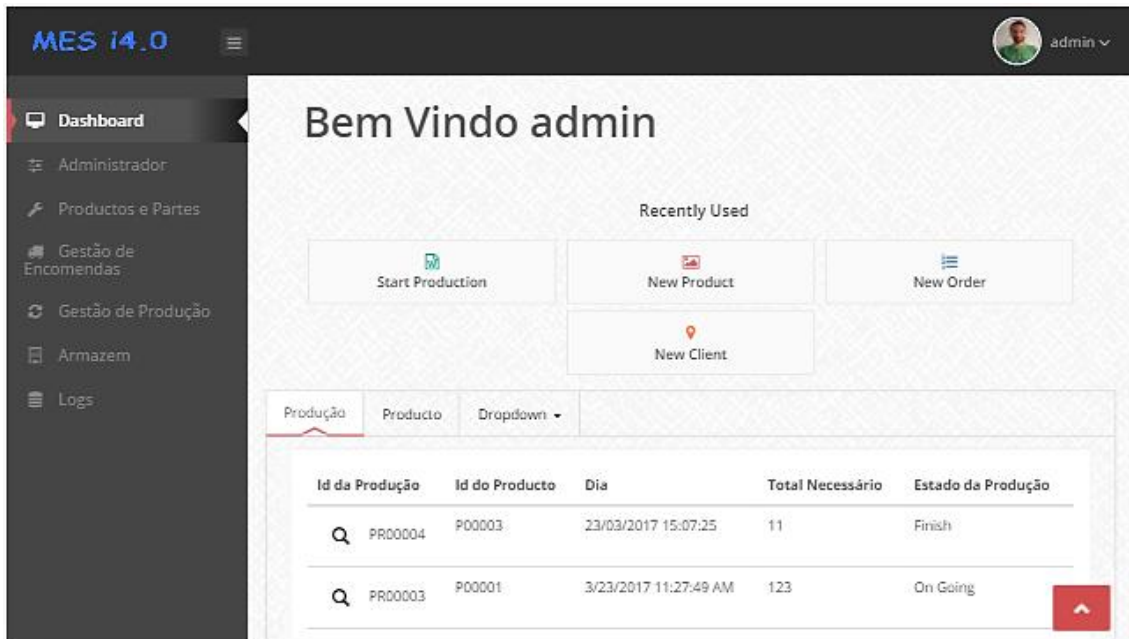 MES i4.0
admin
Dashboard
Administrador
Productos e Partes
Gestão de
Encomendas
Gestão de Produção
Armazem
Logs
Bem Vindo admin
Recently Used
Start Production
New Product
New Order
New Client
Produção
Producto
Dropdown
Id da Produção Id do Producto Dia Total Necessário Estado da Produção
PR00004 P00003 23/03/2017 15:07:25 11 Finish
PR00003 P00001 3/23/2017 11:27:49 AM 123 On Going